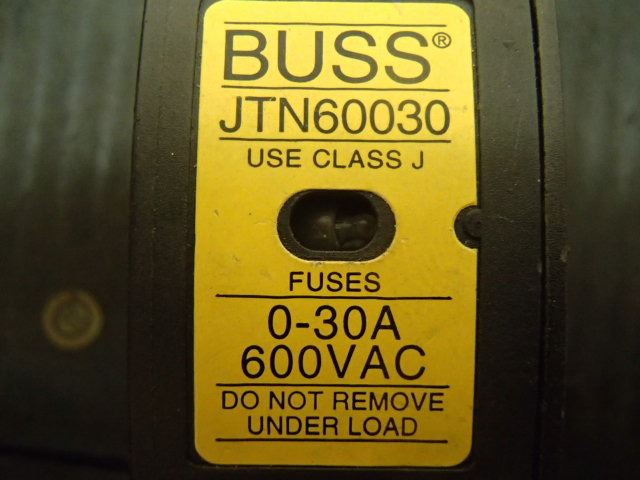 BUSS®
JTN60030
USE CLASS J
FUSES
0-30A
600VAC
DO NOT REMOVE
UNDER LOAD